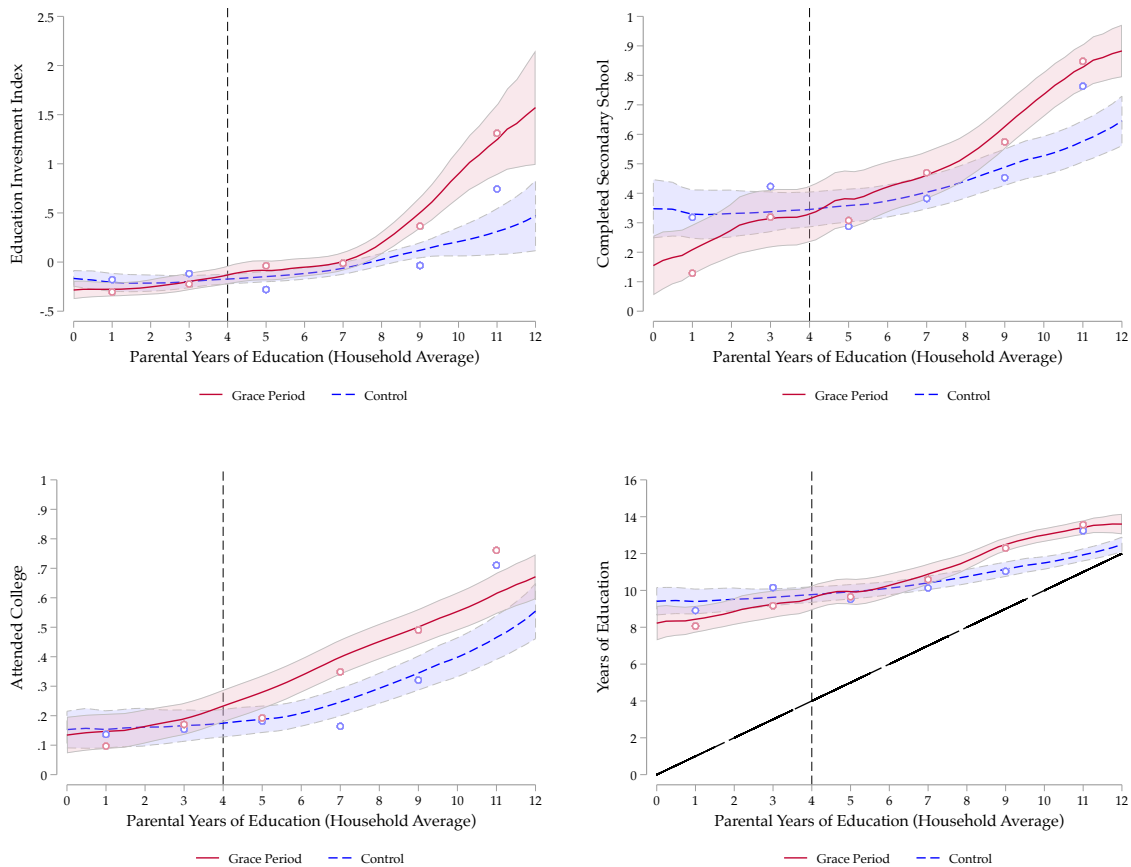 Education Investment Index
2.5
2
1.5
1
.5
0
-.5
0 1 2 3 4 5 6 7 8 9 10 11 12
Parental Years of Education (Household Average)
Grace Period Control
Completed Secondary School
1
.9
.8
.7
.6
.5
.4
.3
.2
.1
0
0 1 2 3 4 5 6 7 8 9 10 11 12
Parental Years of Education (Household Average)
Grace Period Control
Attended College
1
.9
.8
.7
.6
.5
.4
.3
.2
.1
0
0 1 2 3 4 5 6 7 8 9 10 11 12
Parental Years of Education (Household Average)
Grace Period Control
Years of Education
16
14
12
10
8
6
4
2
0
0 1 2 3 4 5 6 7 8 9 10 11 12
Parental Years of Education (Household Average)
Grace Period Control